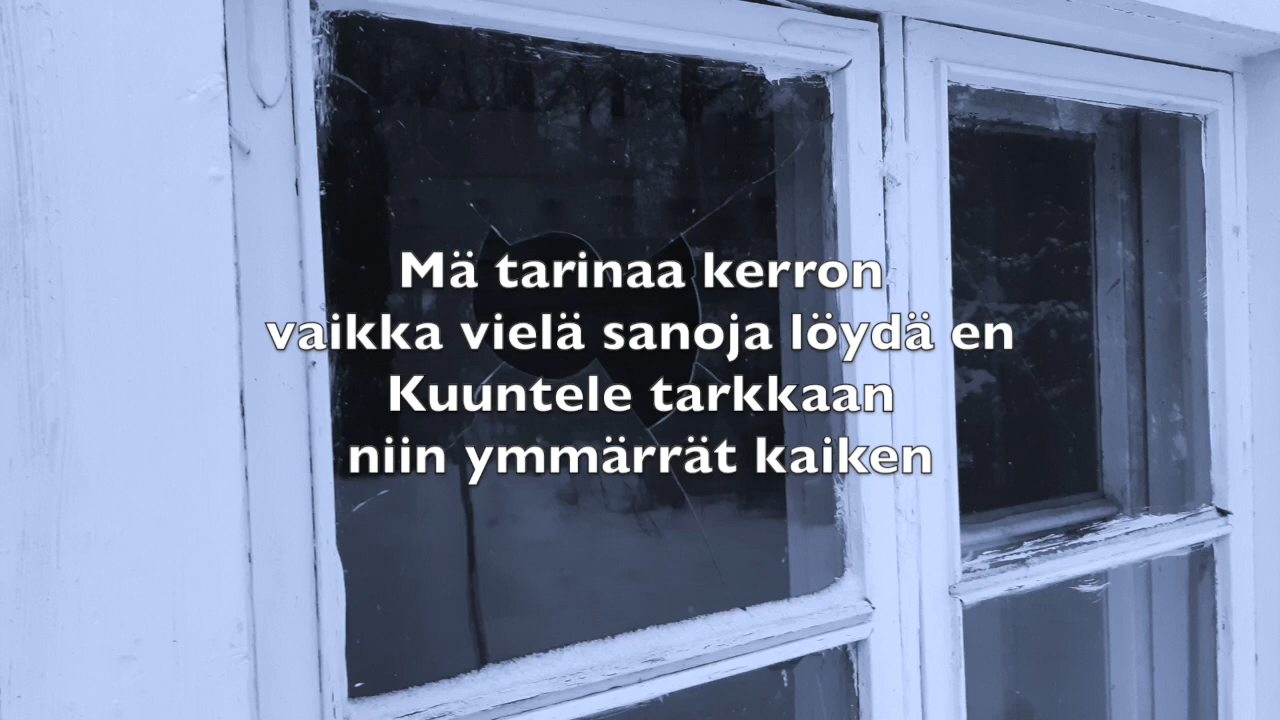 Mä tarinaa kerron
vaikka vielä sanoja löydä en
Kuuntele tarkkaan
niin ymmärrät kaiken